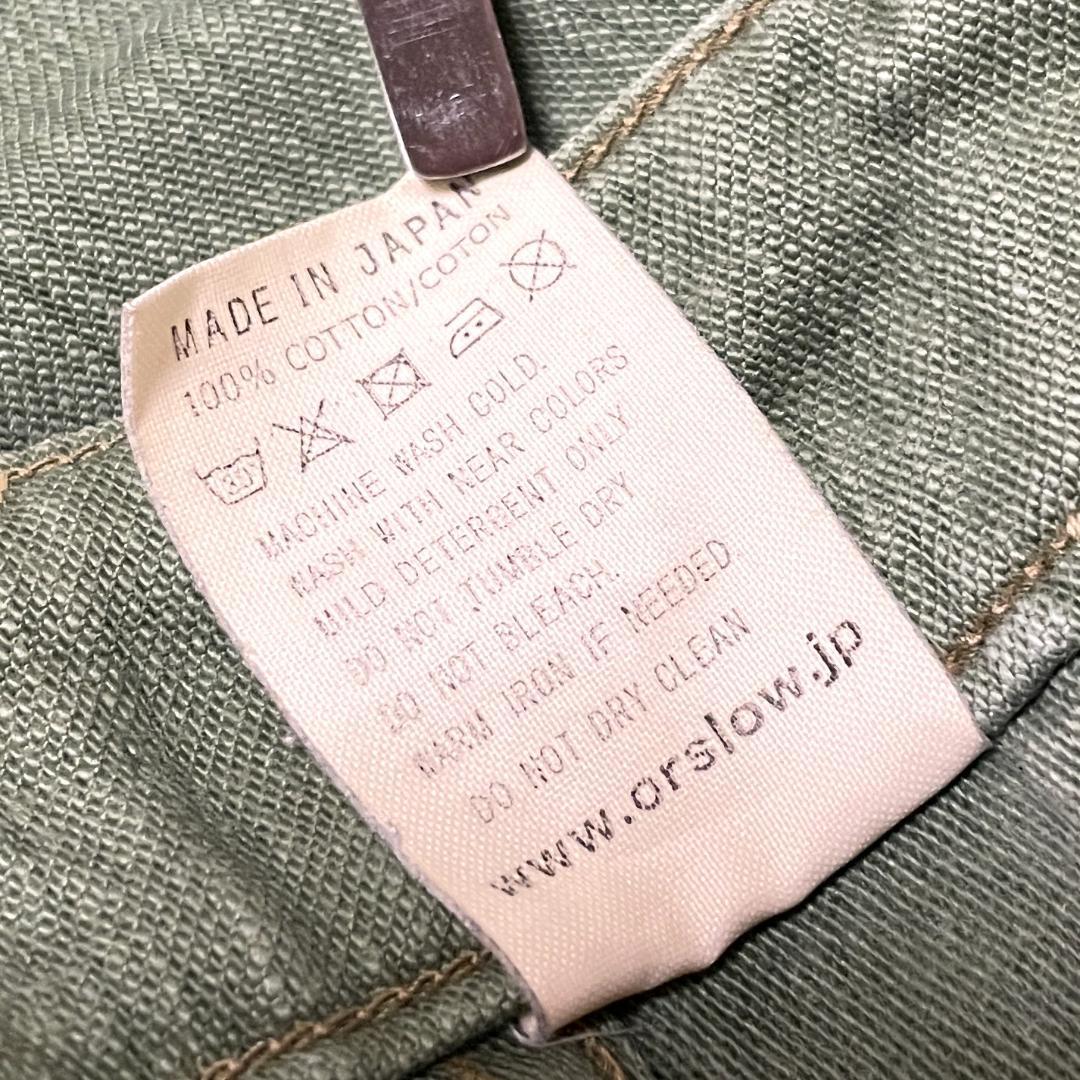 MADE IN JAPAN
100% COTTON/COTON
30
MACHINE WASH COLD.
WASH WITH NEAR COLORS
MILD DETERGENT ONLY
DO NOT TUMBLE DRY
DO NOT BLEACH.
WARM IRON IF NEEDED
DO NOT DRY CLEAN
www.orslow.jp